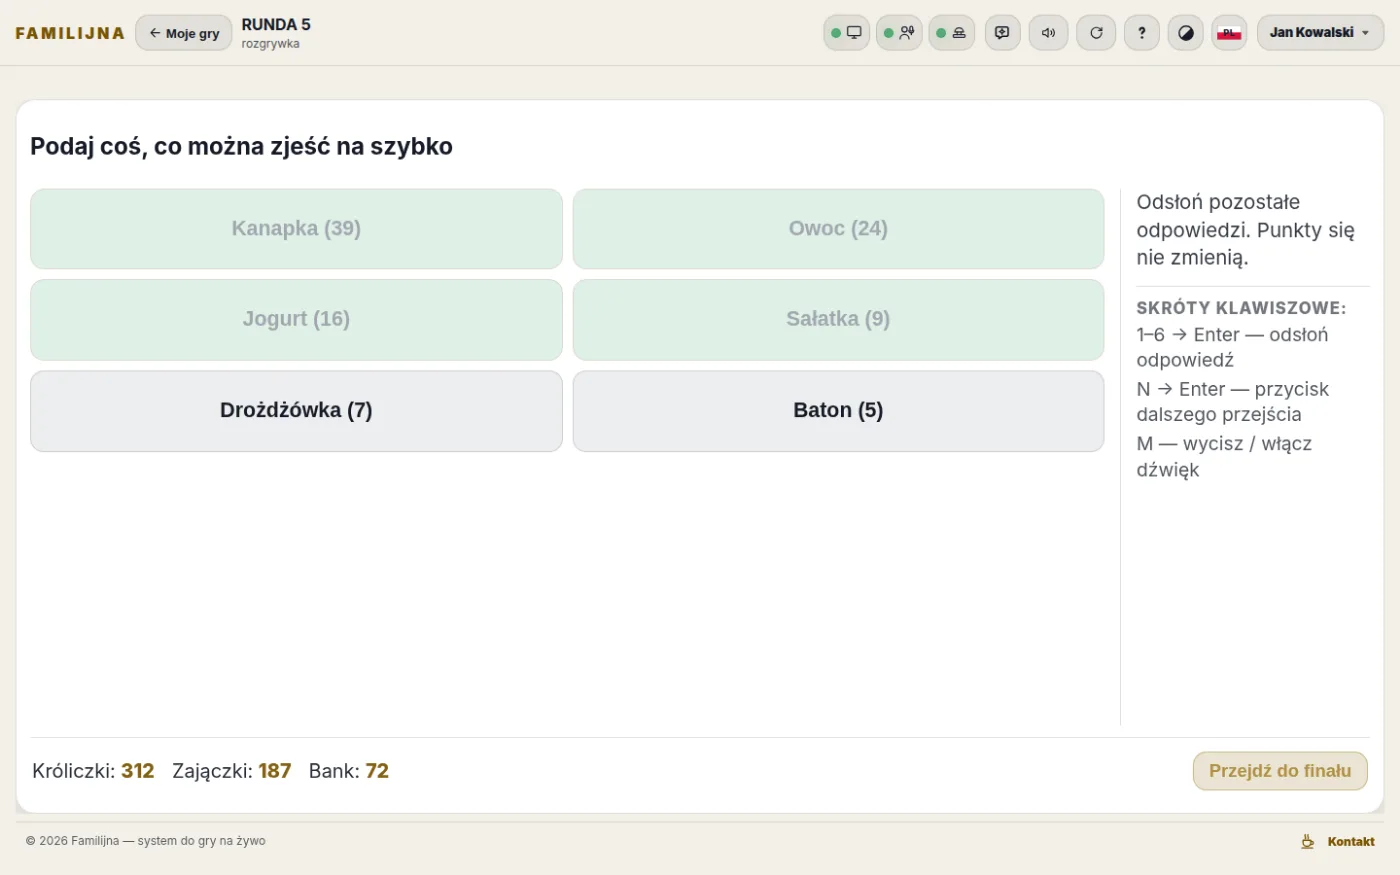 FAMILIJNA
← Moje gry
RUNDA 5
rozgrywka
?
PL
Jan Kowalski
Podaj coś, co można zjeść na szybko
Kanapka (39)
Owoc (24)
Jogurt (16)
Sałatka (9)
Drożdżówka (7)
Baton (5)
Odsłoń pozostałe
odpowiedzi. Punkty się
nie zmienią.
SKRÓTY KLAWISZOWE:
1–6 → Enter — odsłoń
odpowiedź
N → Enter — przycisk
dalszego przejścia
M — wycisz / włącz
dźwięk
Króliczki: 312 Zajączki: 187 Bank: 72
Przejdź do finału
© 2026 Familijna — system do gry na żywo
Kontakt